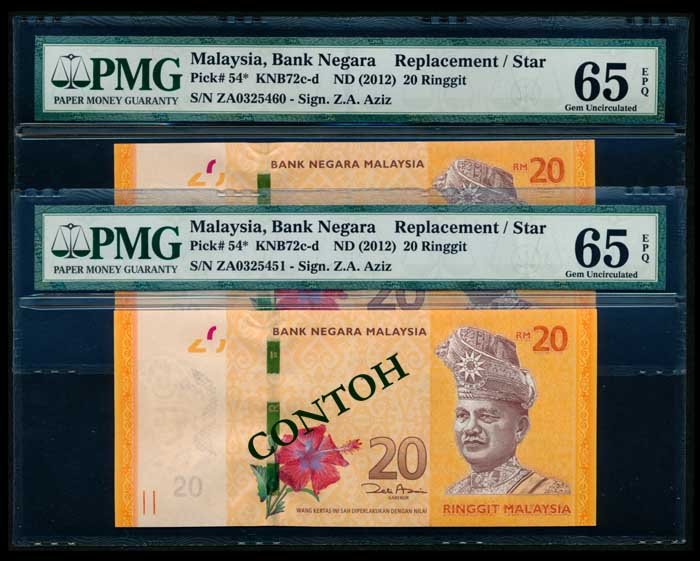 PMG
PAPER MONEY GUARANTY
Malaysia, Bank Negara Replacement / Star
Pick# 54* KNB72c-d ND (2012) 20 Ringgit
S/N ZA0325460 - Sign. Z.A. Aziz
65 EPQ
Gem Uncirculated
BANK NEGARA MALAYSIA
RM 20
PMG
PAPER MONEY GUARANTY
Malaysia, Bank Negara Replacement / Star
Pick# 54* KNB72c-d ND (2012) 20 Ringgit
S/N ZA0325451 - Sign. Z.A. Aziz
65 EPQ
Gem Uncirculated
20
BANK NEGARA MALAYSIA
RM 20
CONTOH
20
20
GABENOR
WANG KERTAS INI SAH DIPERLAKUKAN DENGAN NILAI
RINGGIT MALAYSIA